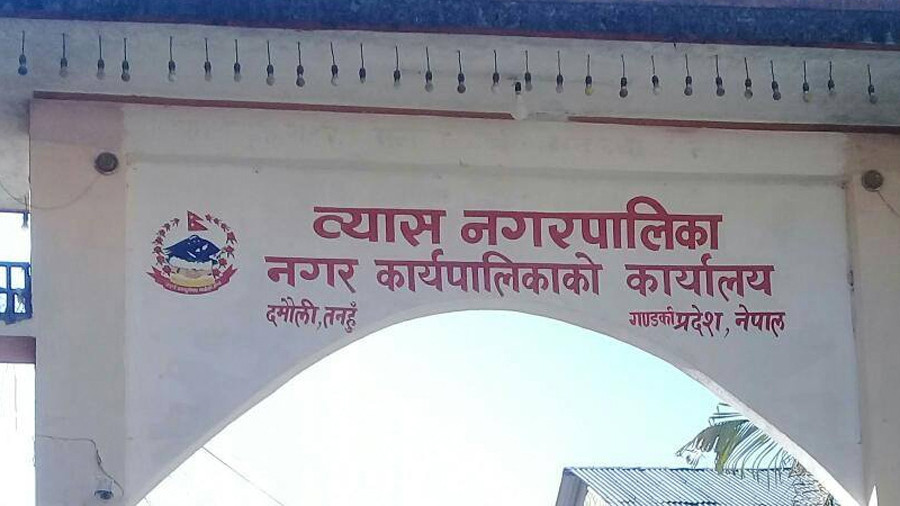 व्यास नगरपालिका
नगर कार्यपालिकाको कार्यालय
दमौली, तनहुँ
गण्डकी प्रदेश, नेपाल